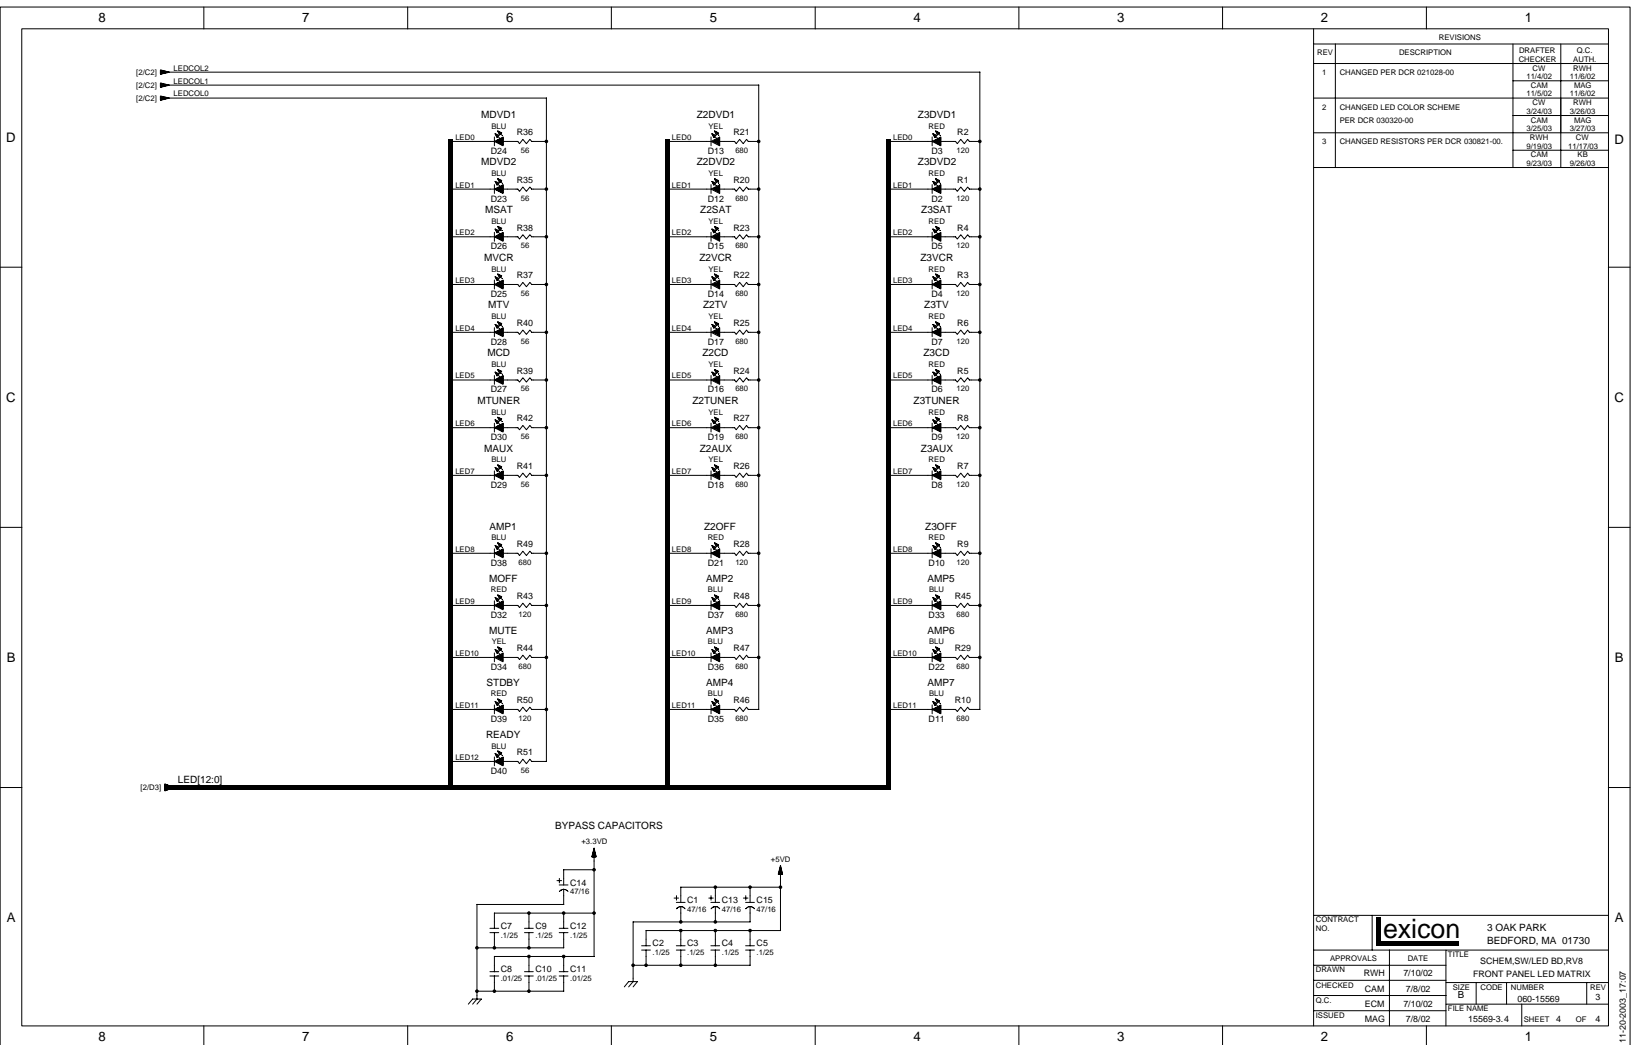 8 7 6 5 4 3 2 1
REVISIONS
REV DESCRIPTION DRAFTER CHECKER Q.C. AUTH.
1 CHANGED PER DCR 021028-00 CW 11/4/02 RWH 11/6/02
CAM 11/5/02 MAG 11/6/02
2 CHANGED LED COLOR SCHEME CW 3/24/03 RWH 3/26/03
PER DCR 030320-00 CAM 3/25/03 MAG 3/27/03
3 CHANGED RESISTORS PER DCR 030821-00. RWH 9/19/03 CW 11/17/03
CAM 9/23/03 KB 9/26/03
[2/C2] LEDCOL2
[2/C2] LEDCOL1
[2/C2] LEDCOL0
D D
C C
B B
A A
MDVD1 BLU LED0 D24 R36 56
MDVD2 BLU LED1 D23 R35 56
MSAT BLU LED2 D26 R38 56
MVCR BLU LED3 D25 R37 56
MTV BLU LED4 D28 R40 56
MCD BLU LED5 D27 R39 56
MTUNER BLU LED6 D30 R42 56
MAUX BLU LED7 D29 R41 56
AMP1 BLU LED8 D38 R49 680
MOFF RED LED9 D32 R43 120
MUTE YEL LED10 D34 R44 680
STDBY RED LED11 D39 R50 120
READY BLU LED12 D40 R51 56
Z2DVD1 YEL LED0 D13 R21 680
Z2DVD2 YEL LED1 D12 R20 680
Z2SAT YEL LED2 D15 R23 680
Z2VCR YEL LED3 D14 R22 680
Z2TV YEL LED4 D17 R25 680
Z2CD YEL LED5 D16 R24 680
Z2TUNER YEL LED6 D19 R27 680
Z2AUX YEL LED7 D18 R26 680
Z2OFF RED LED8 D21 R28 120
AMP2 BLU LED9 D37 R48 680
AMP3 BLU LED10 D36 R47 680
AMP4 BLU LED11 D35 R46 680
Z3DVD1 RED LED0 D3 R2 120
Z3DVD2 RED LED1 D2 R1 120
Z3SAT RED LED2 D5 R4 120
Z3VCR RED LED3 D4 R3 120
Z3TV RED LED4 D7 R6 120
Z3CD RED LED5 D6 R5 120
Z3TUNER RED LED6 D9 R8 120
Z3AUX RED LED7 D8 R7 120
Z3OFF RED LED8 D10 R9 120
AMP5 BLU LED9 D33 R45 680
AMP6 BLU LED10 D22 R29 680
AMP7 BLU LED11 D11 R10 680
[2/D3] LED[12:0]
BYPASS CAPACITORS
+3.3VD
+ C14 47/16
C7 .1/25 C9 .1/25 C12 .1/25
C8 .01/25 C10 .01/25 C11 .01/25
+5VD
+ C1 47/16 + C13 47/16 + C15 47/16
C2 .1/25 C3 .1/25 C4 .1/25 C5 .1/25
CONTRACT NO.
lexicon
3 OAK PARK
BEDFORD, MA 01730
APPROVALS DATE
DRAWN RWH 7/10/02
CHECKED CAM 7/8/02
Q.C. ECM 7/10/02
ISSUED MAG 7/8/02
TITLE
SCHEM,SW/LED BD,RV8
FRONT PANEL LED MATRIX
SIZE B CODE NUMBER 060-15569 REV 3
FILE NAME 15569-3.4 SHEET 4 OF 4
11-20-2003_17:07
8 7 6 5 4 3 2 1